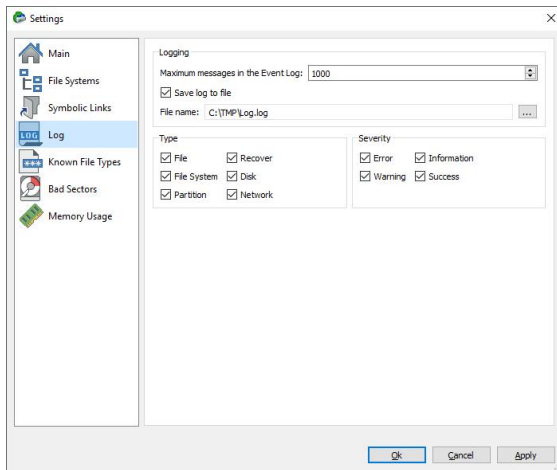 Settings
Main
File Systems
Symbolic Links
LOG
Log
Known File Types
Bad Sectors
Memory Usage
Logging
Maximum messages in the Event Log: 1000
Save log to file
File name: C:\TMP\Log.log ...
Type
File Recover
File System Disk
Partition Network
Severity
Error Information
Warning Success
Ok Cancel Apply